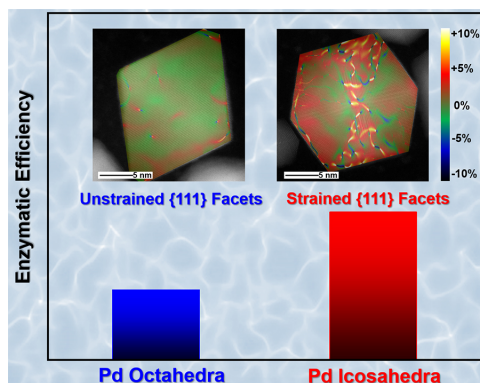 Enzymatic Efficiency
5 nm
5 nm
+10%
+5%
0%
-5%
-10%
Unstrained {111} Facets
Strained {111} Facets
Pd Octahedra
Pd Icosahedra